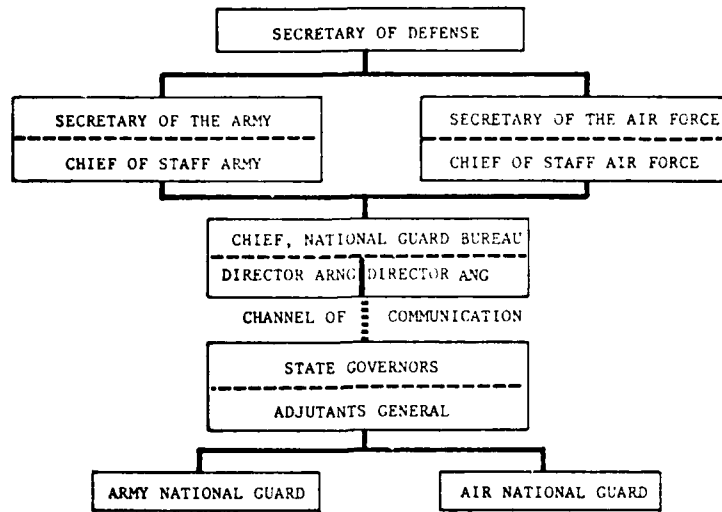 SECRETARY OF DEFENSE
SECRETARY OF THE ARMY
CHIEF OF STAFF ARMY
SECRETARY OF THE AIR FORCE
CHIEF OF STAFF AIR FORCE
CHIEF, NATIONAL GUARD BUREAU
DIRECTOR ARNG DIRECTOR ANG
CHANNEL OF COMMUNICATION
STATE GOVERNORS
ADJUTANTS GENERAL
ARMY NATIONAL GUARD
AIR NATIONAL GUARD